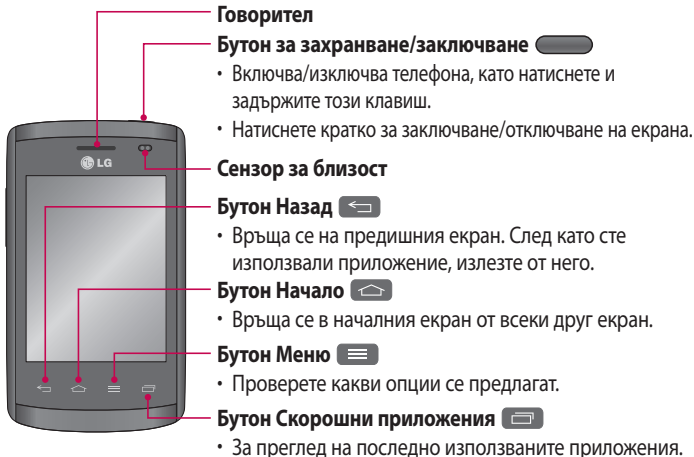 Говорител
Бутон за захранване/заключване
• Включва/изключва телефона, като натиснете и
задържите този клавиш.
• Натиснете кратко за заключване/отключване на екрана.
LG
Сензор за близост
Бутон Назад
• Връща се на предишния екран. След като сте
използвали приложение, излезте от него.
Бутон Начало
• Връща се в началния екран от всеки друг екран.
Бутон Меню
• Проверете какви опции се предлагат.
Бутон Скорошни приложения
• За преглед на последно използваните приложения.